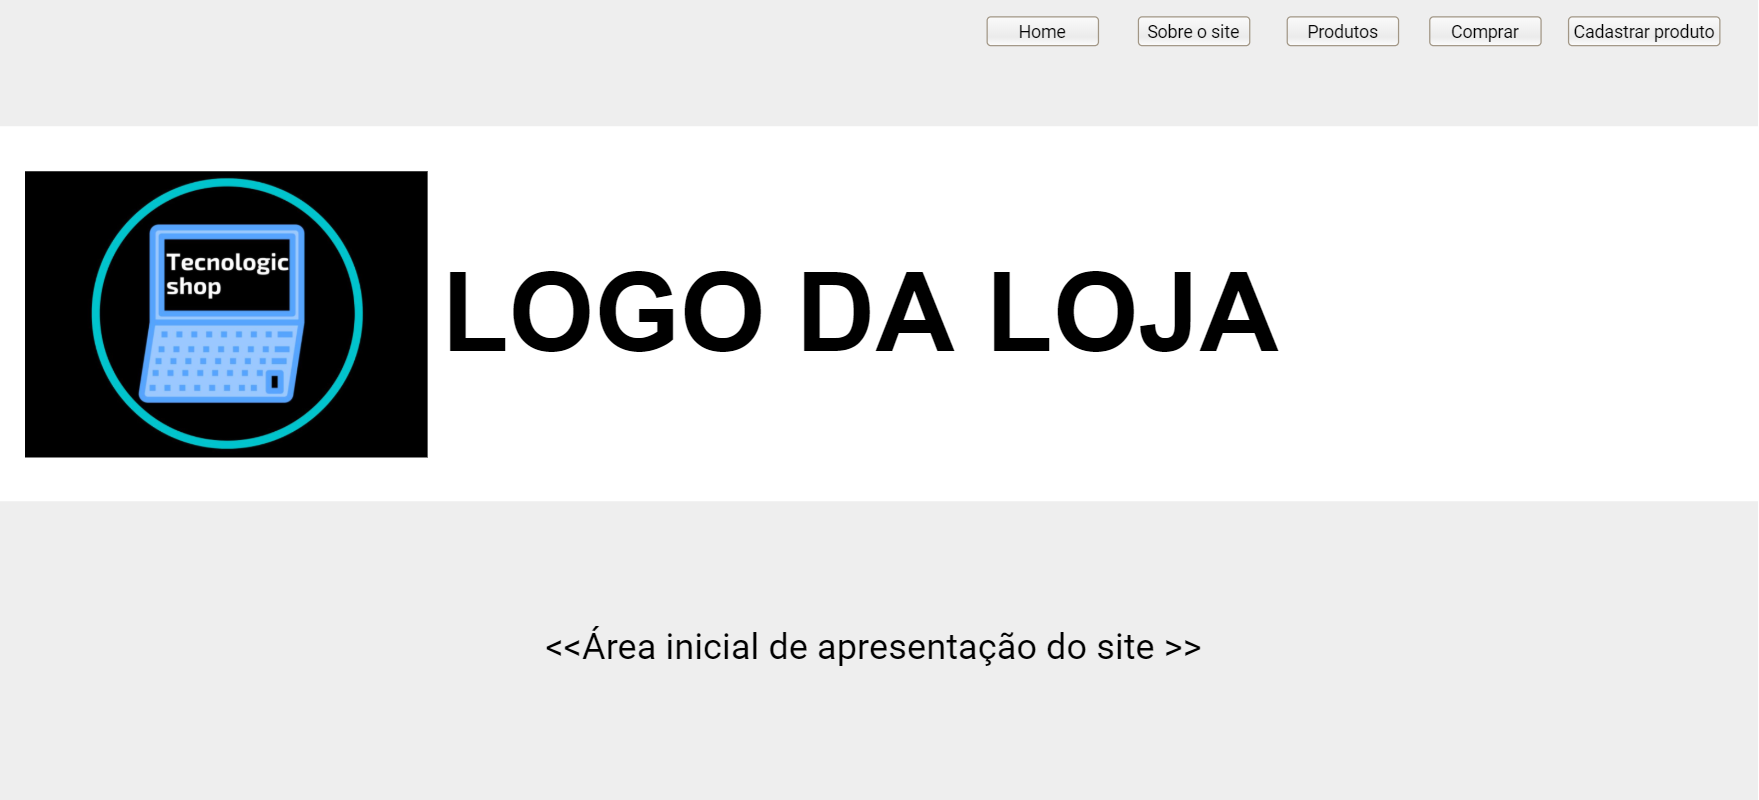 Home Sobre o site Produtos Comprar Cadastrar produto
Tecnologic
shop
LOGO DA LOJA
<<Área inicial de apresentação do site >>